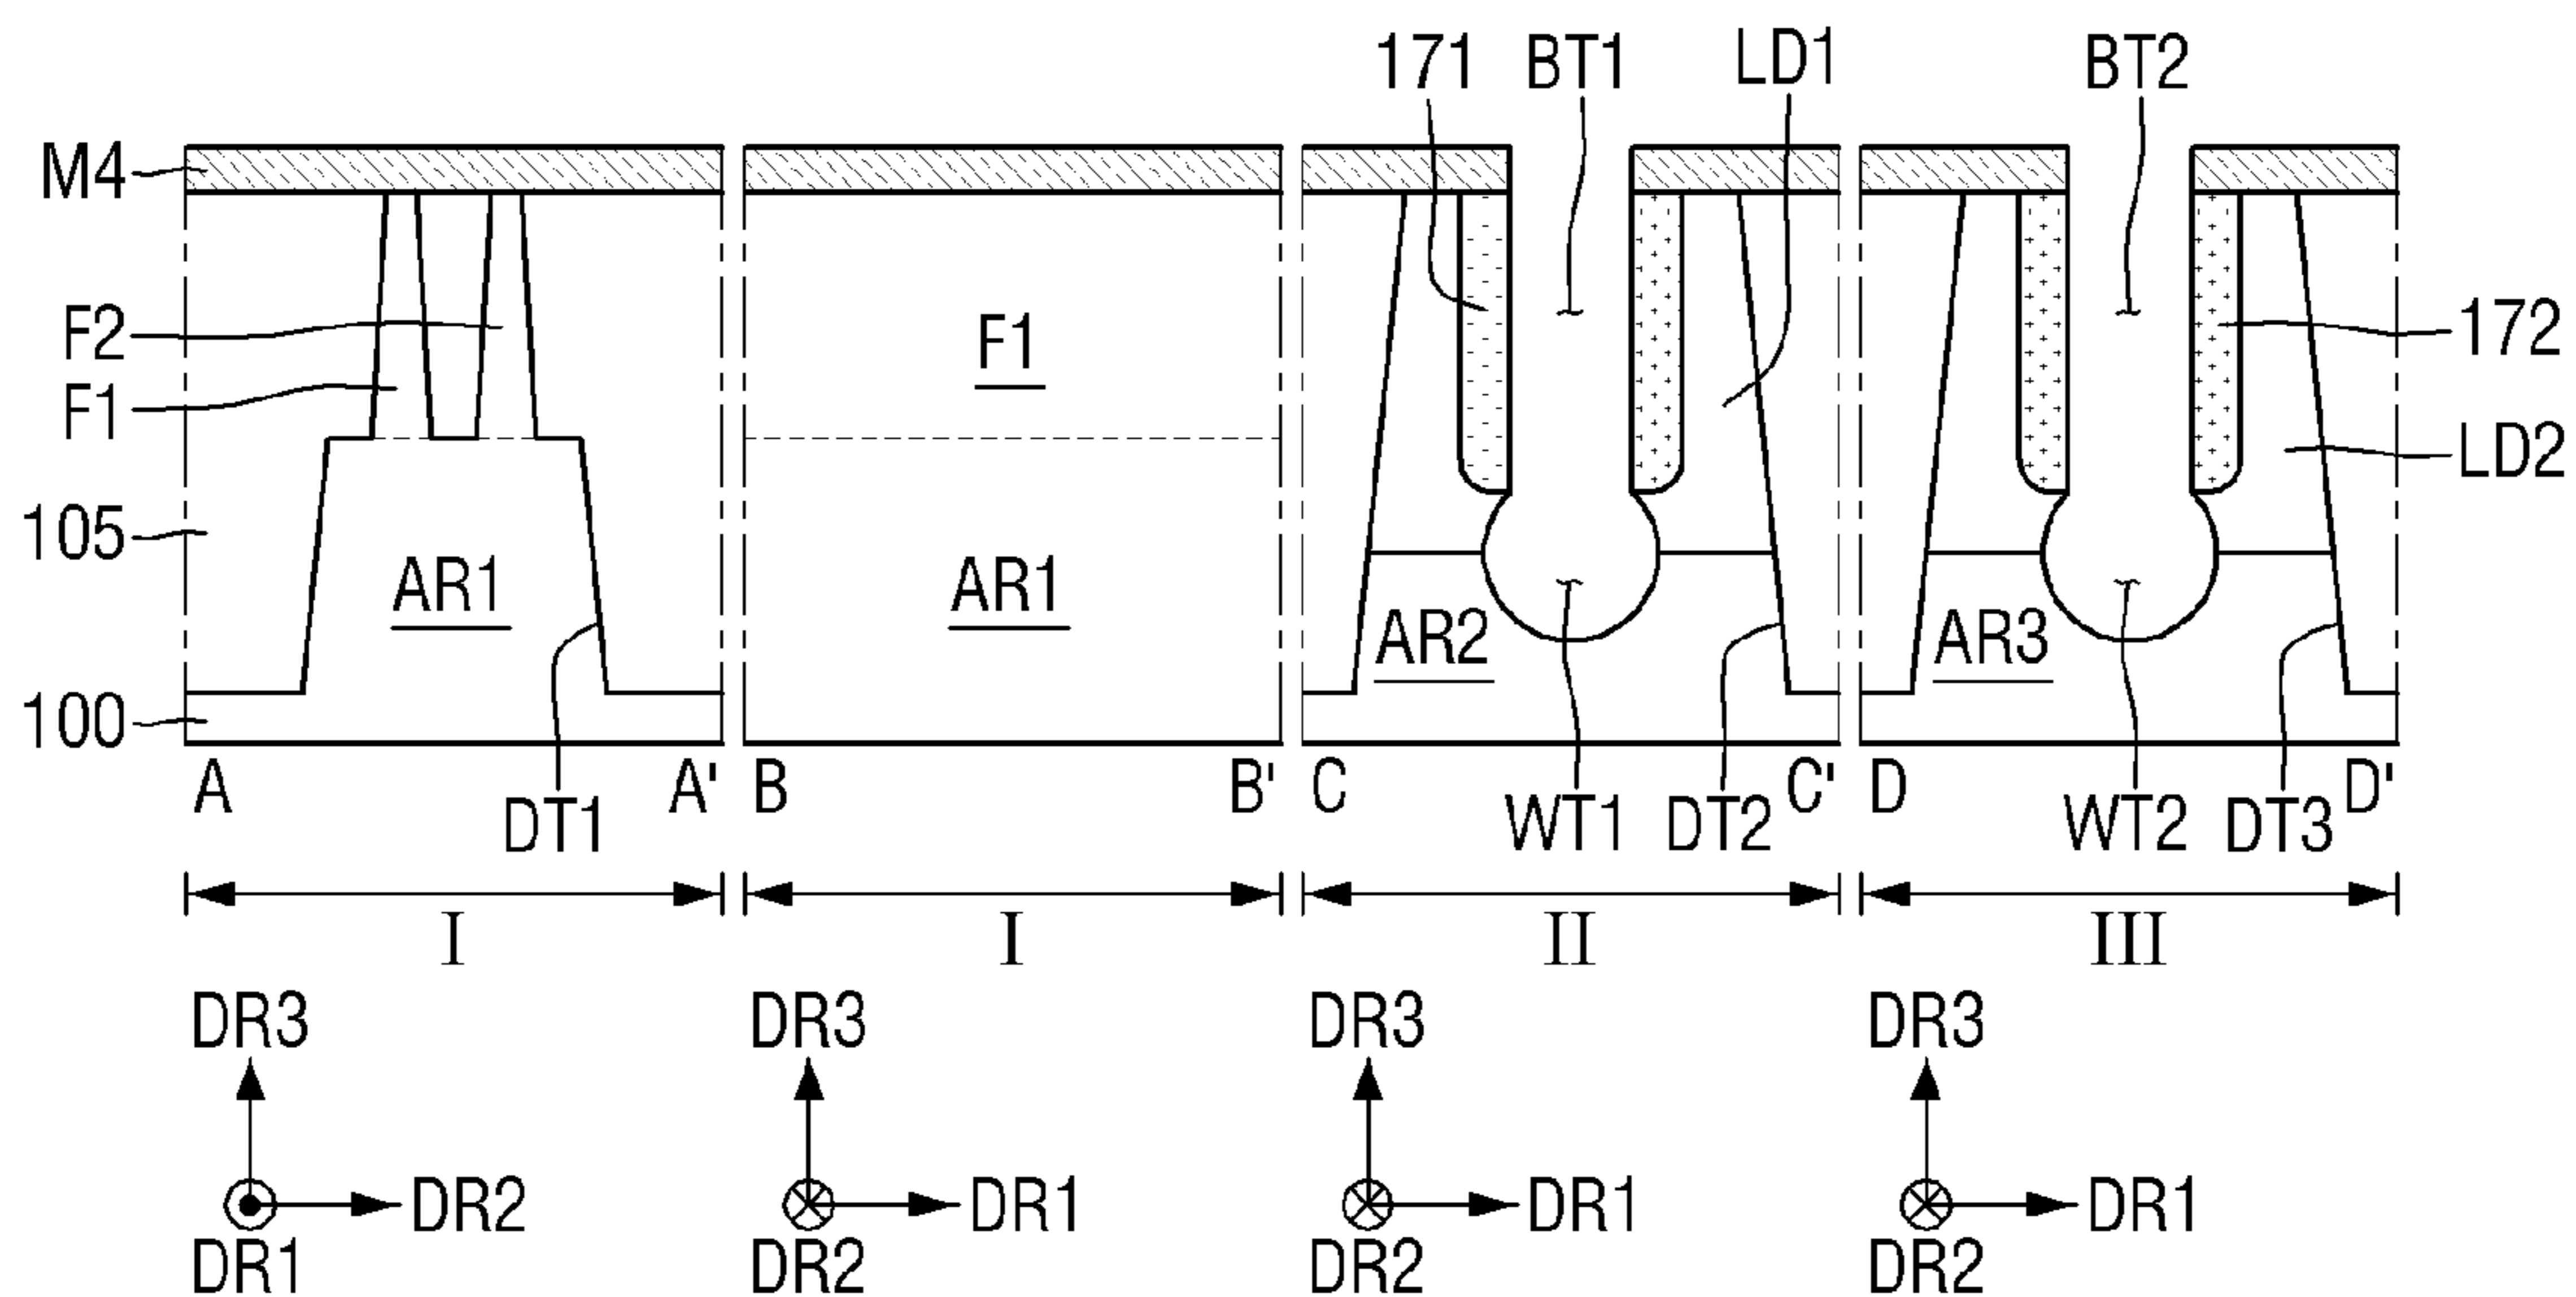 171 BT1 LD1 BT2
M4
F2 F1 172
F1
LD2
105
AR1 AR1 AR2 AR3
100
A A' B B' C C' D D'
DT1 WT1 DT2 WT2 DT3
I I II III
DR3 DR3 DR3 DR3
DR2 DR1 DR1 DR1
DR1 DR2 DR2 DR2